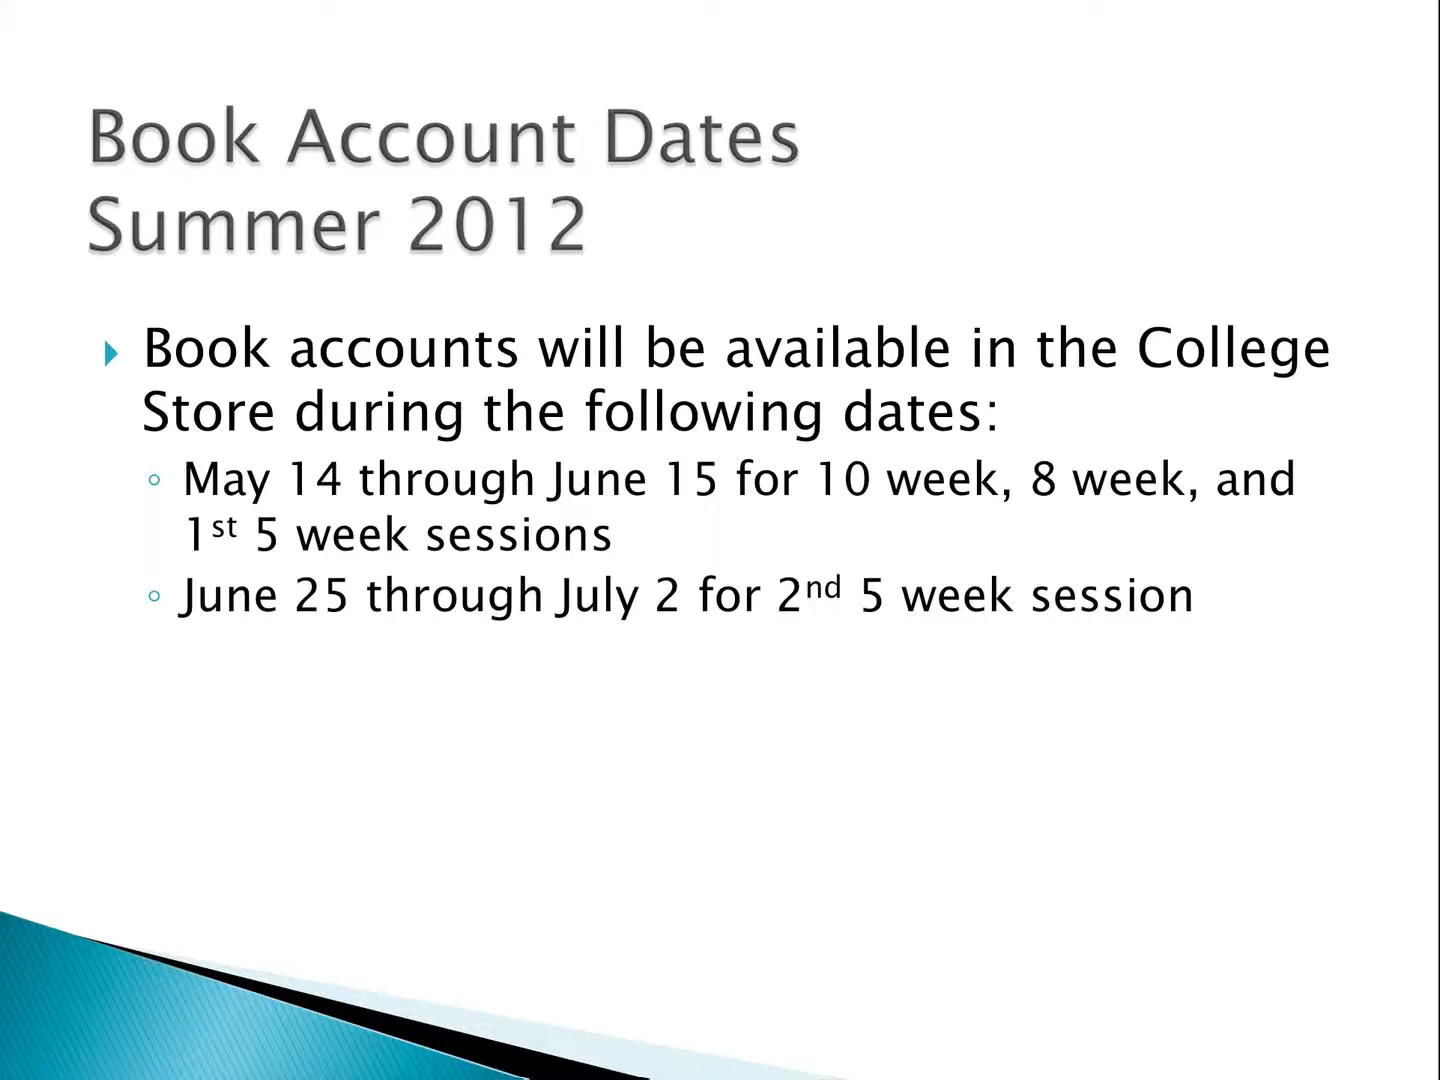 Book Account Dates
Summer 2012
Book accounts will be available in the College
Store during the following dates:
May 14 through June 15 for 10 week, 8 week, and
1st 5 week sessions
June 25 through July 2 for 2nd 5 week session